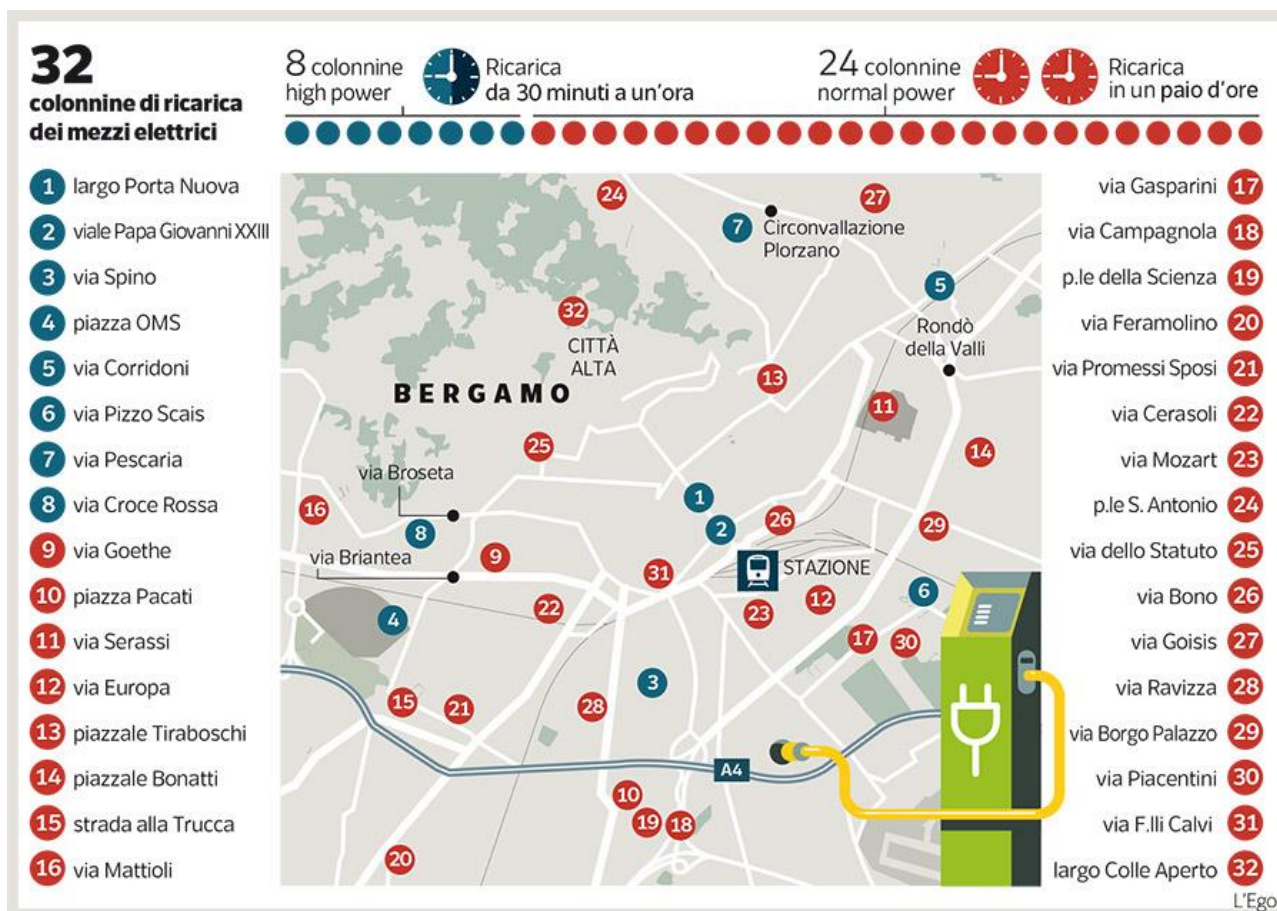 32
colonnine di ricarica
dei mezzi elettrici
8 colonnine
high power
Ricarica
da 30 minuti a un'ora
24 colonnine
normal power
Ricarica
in un paio d'ore
1 largo Porta Nuova
2 viale Papa Giovanni XXIII
3 via Spino
4 piazza OMS
5 via Corridoni
6 via Pizzo Scais
7 via Pescaria
8 via Croce Rossa
9 via Goethe
10 piazza Pacati
11 via Serassi
12 via Europa
13 piazzale Tiraboschi
14 piazzale Bonatti
15 strada alla Trucca
16 via Mattioli
24
27
7
Circonvallazione
Plorzano
5
32
CITTÀ
ALTA
Rondò
della Valli
13
BERGAMO
11
25
14
via Broseta
1
16
2
26
29
8
9
via Briantea
31
STAZIONE
6
22
23
12
4
17
30
3
15
21
28
A4
10
19
18
20
via Gasparini 17
via Campagnola 18
p.le della Scienza 19
via Feramolino 20
via Promessi Sposi 21
via Cerasoli 22
via Mozart 23
p.le S. Antonio 24
via dello Statuto 25
via Bono 26
via Goisis 27
via Ravizza 28
via Borgo Palazzo 29
via Piacentini 30
via F.lli Calvi 31
largo Colle Aperto 32
L'Ego